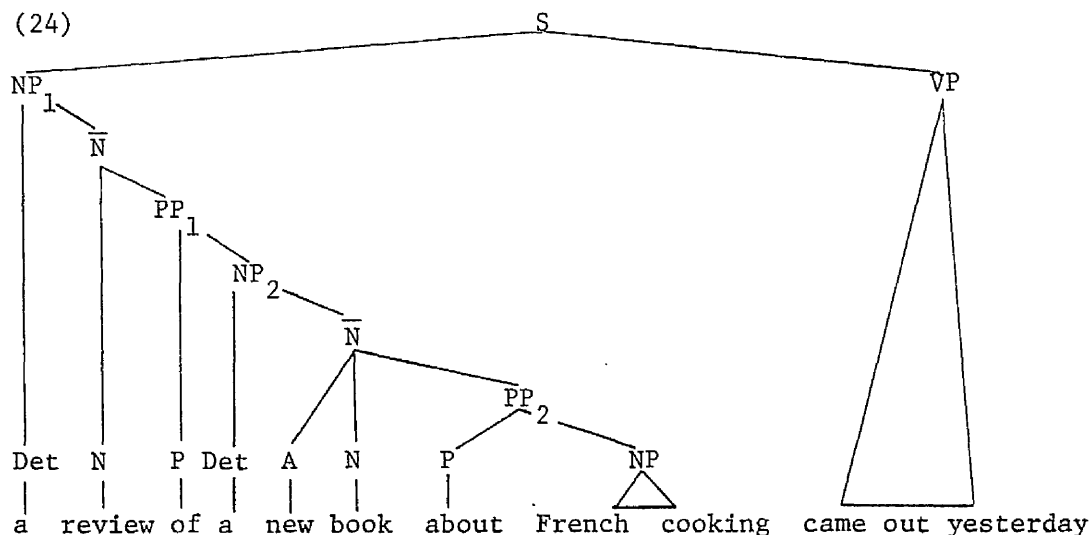 (24) S
NP1 VP
N̅
PP1
NP2
N̅
PP2
Det N P Det A N P NP
a review of a new book about French cooking came out yesterday